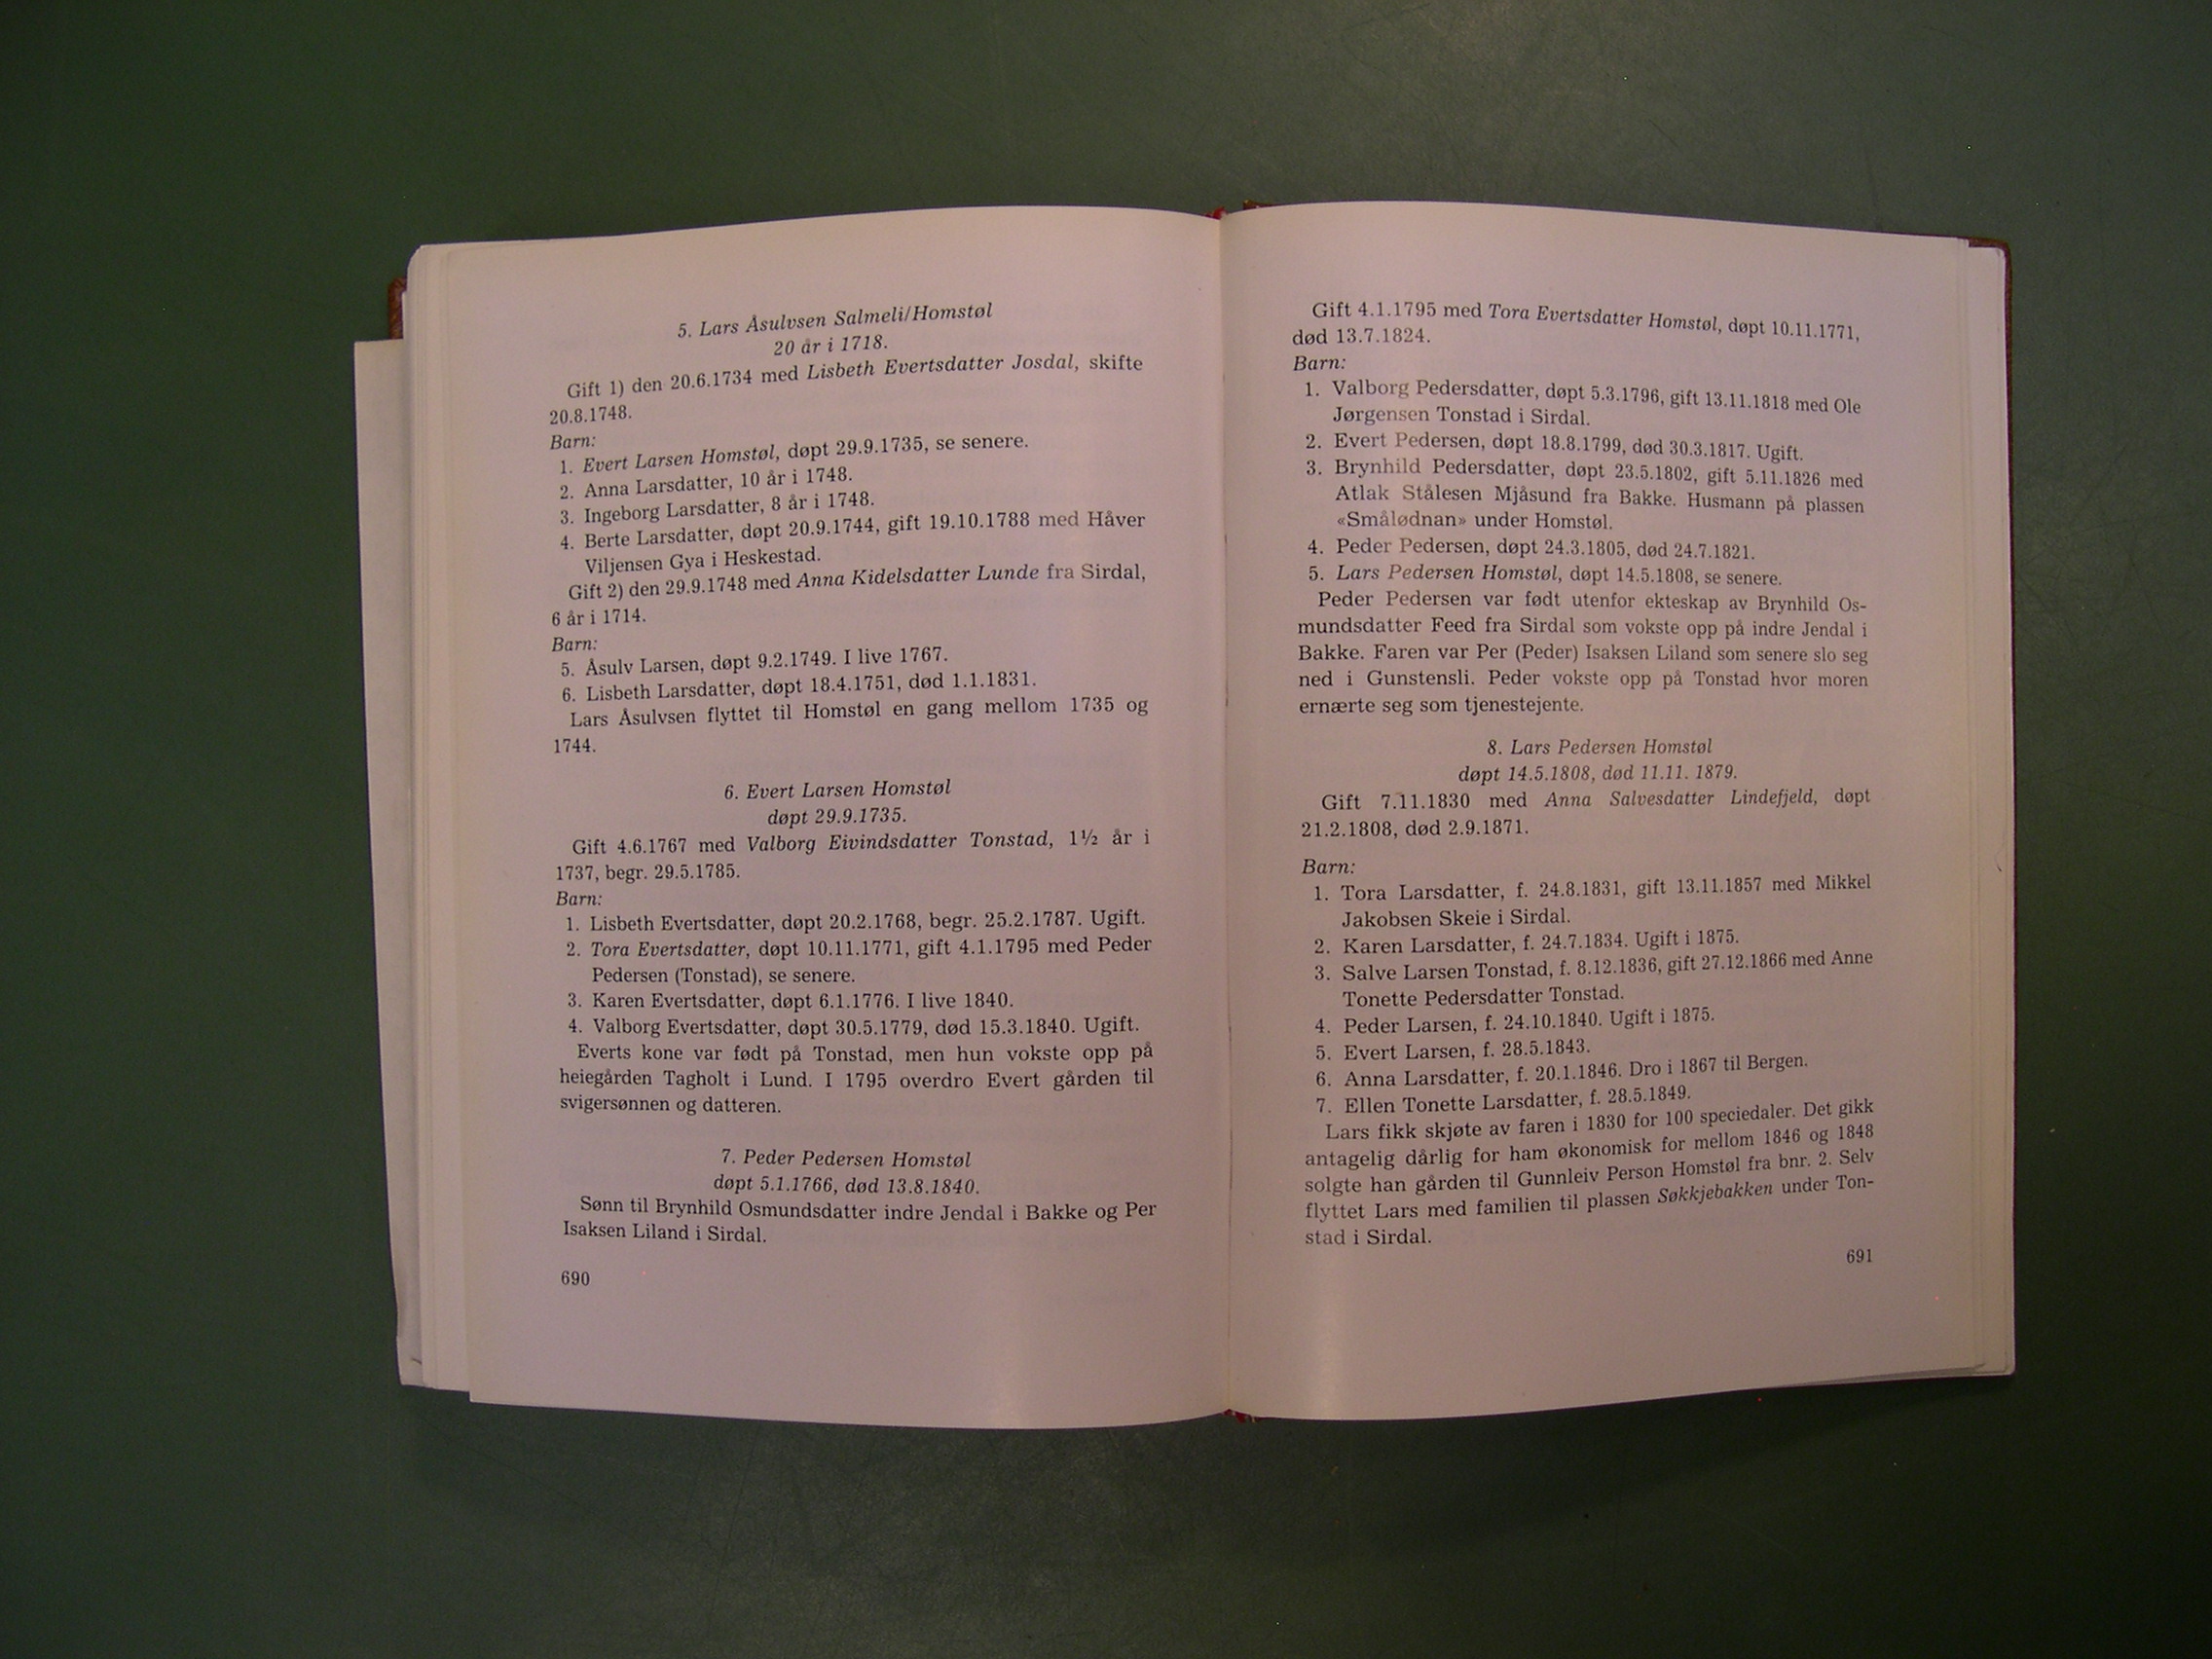 5. Lars Åsulvsen Salmeli/Homstøl
20 år i 1718.
Gift 1) den 20.6.1734 med Lisbeth Evertsdatter Josdal, skifte
20.8.1748.
Barn:
1. Evert Larsen Homstøl, døpt 29.9.1735, se senere.
2. Anna Larsdatter, 10 år i 1748.
3. Ingeborg Larsdatter, 8 år i 1748.
4. Berte Larsdatter, døpt 20.9.1744, gift 19.10.1788 med Håver
Viljensen Gya i Heskestad.
Gift 2) den 29.9.1748 med Anna Kidelsdatter Lunde fra Sirdal,
6 år i 1714.
Barn:
5. Åsulv Larsen, døpt 9.2.1749. I live 1767.
6. Lisbeth Larsdatter, døpt 18.4.1751, død 1.1.1831.
Lars Åsulvsen flyttet til Homstøl en gang mellom 1735 og
1744.
6. Evert Larsen Homstøl
døpt 29.9.1735.
Gift 4.6.1767 med Valborg Eivindsdatter Tonstad, 1½ år i
1737, begr. 29.5.1785.
Barn:
1. Lisbeth Evertsdatter, døpt 20.2.1768, begr. 25.2.1787. Ugift.
2. Tora Evertsdatter, døpt 10.11.1771, gift 4.1.1795 med Peder
Pedersen (Tonstad), se senere.
3. Karen Evertsdatter, døpt 6.1.1776. I live 1840.
4. Valborg Evertsdatter, døpt 30.5.1779, død 15.3.1840. Ugift.
Everts kone var født på Tonstad, men hun vokste opp på
heiegården Tagholt i Lund. I 1795 overdro Evert gården til
svigersønnen og datteren.
7. Peder Pedersen Homstøl
døpt 5.1.1766, død 13.8.1840.
Sønn til Brynhild Osmundsdatter indre Jendal i Bakke og Per
Isaksen Liland i Sirdal.
690
Gift 4.1.1795 med Tora Evertsdatter Homstøl, døpt 10.11.1771,
død 13.7.1824.
Barn:
1. Valborg Pedersdatter, døpt 5.3.1796, gift 13.11.1818 med Ole
Jørgensen Tonstad i Sirdal.
2. Evert Pedersen, døpt 18.8.1799, død 30.3.1817. Ugift.
3. Brynhild Pedersdatter, døpt 23.5.1802, gift 5.11.1826 med
Atlak Stålesen Mjåsund fra Bakke. Husmann på plassen
«Smålødnan» under Homstøl.
4. Peder Pedersen, døpt 24.3.1805, død 24.7.1821.
5. Lars Pedersen Homstøl, døpt 14.5.1808, se senere.
Peder Pedersen var født utenfor ekteskap av Brynhild Os-
mundsdatter Feed fra Sirdal som vokste opp på indre Jendal i
Bakke. Faren var Per (Peder) Isaksen Liland som senere slo seg
ned i Gunstensli. Peder vokste opp på Tonstad hvor moren
ernærte seg som tjenestejente.
8. Lars Pedersen Homstøl
døpt 14.5.1808, død 11.11. 1879.
Gift 7.11.1830 med Anna Salvesdatter Lindefjeld, døpt
21.2.1808, død 2.9.1871.
Barn:
1. Tora Larsdatter, f. 24.8.1831, gift 13.11.1857 med Mikkel
Jakobsen Skeie i Sirdal.
2. Karen Larsdatter, f. 24.7.1834. Ugift i 1875.
3. Salve Larsen Tonstad, f. 8.12.1836, gift 27.12.1866 med Anne
Tonette Pedersdatter Tonstad.
4. Peder Larsen, f. 24.10.1840. Ugift i 1875.
5. Evert Larsen, f. 28.5.1843.
6. Anna Larsdatter, f. 20.1.1846. Dro i 1867 til Bergen.
7. Ellen Tonette Larsdatter, f. 28.5.1849.
Lars fikk skjøte av faren i 1830 for 100 speciedaler. Det gikk
antagelig dårlig for ham økonomisk for mellom 1846 og 1848
solgte han gården til Gunnleiv Person Homstøl fra bnr. 2. Selv
flyttet Lars med familien til plassen Søkkjebakken under Ton-
stad i Sirdal.
691